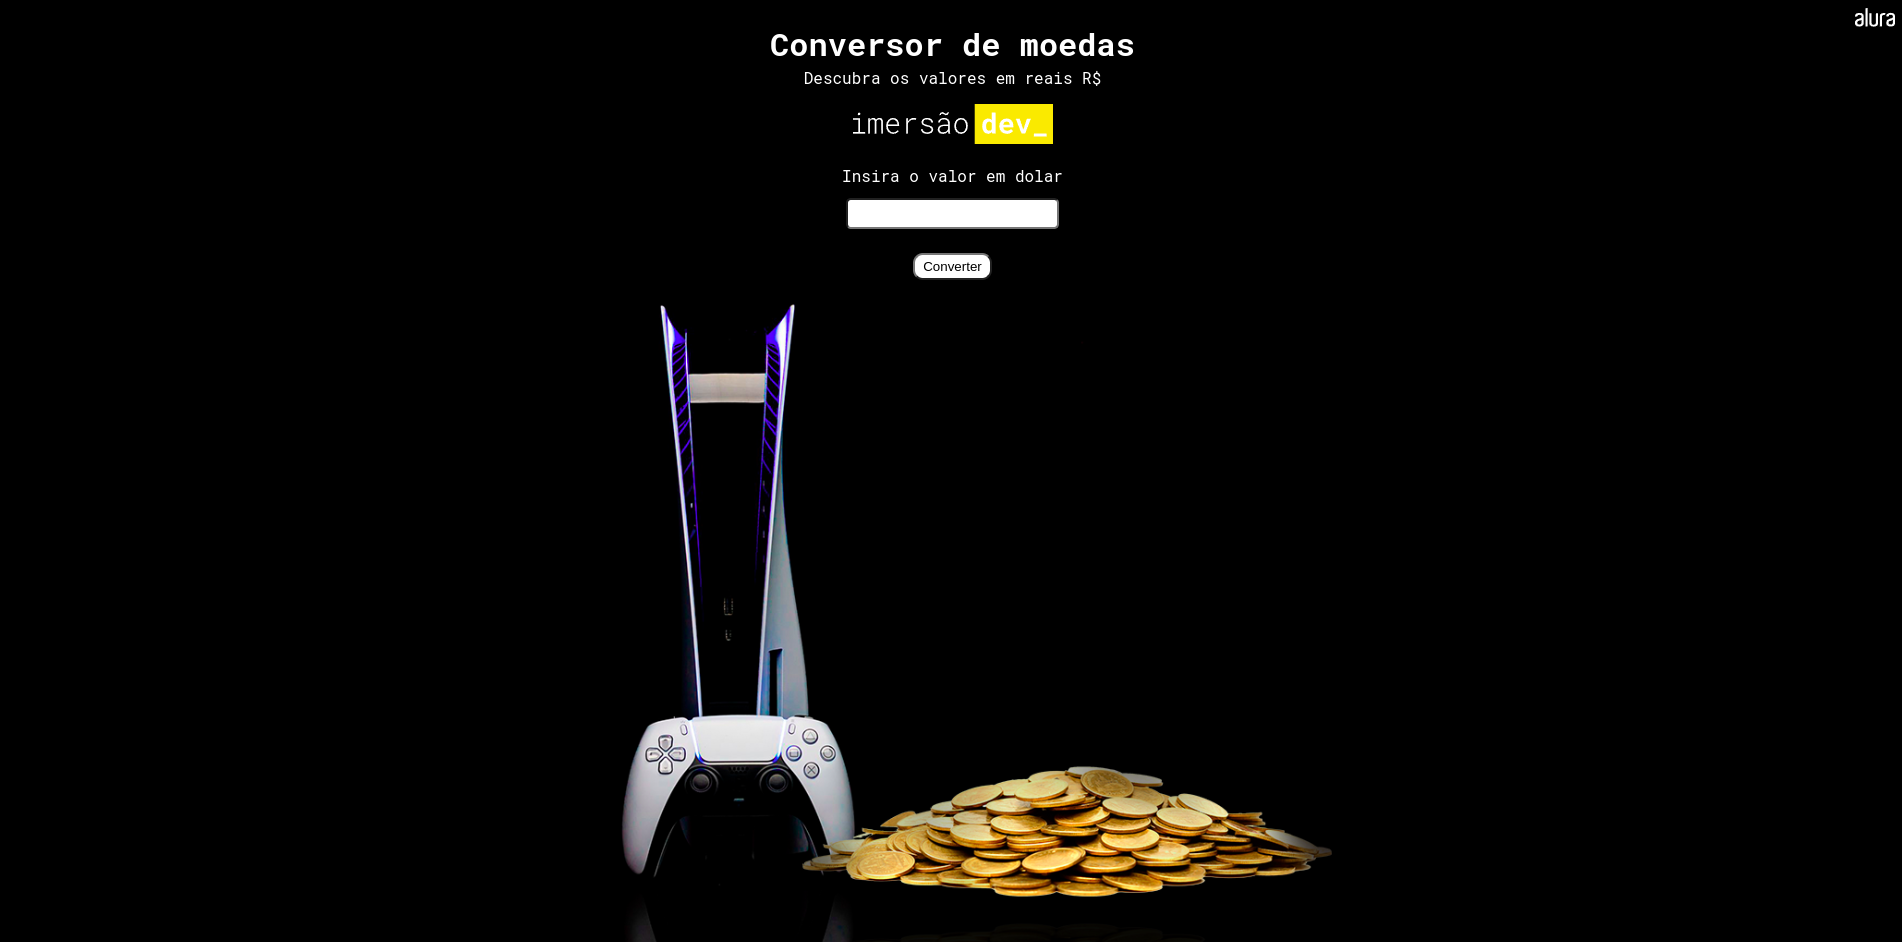 alura
Conversor de moedas
Descubra os valores em reais R$
imersão dev_
Insira o valor em dolar
Converter